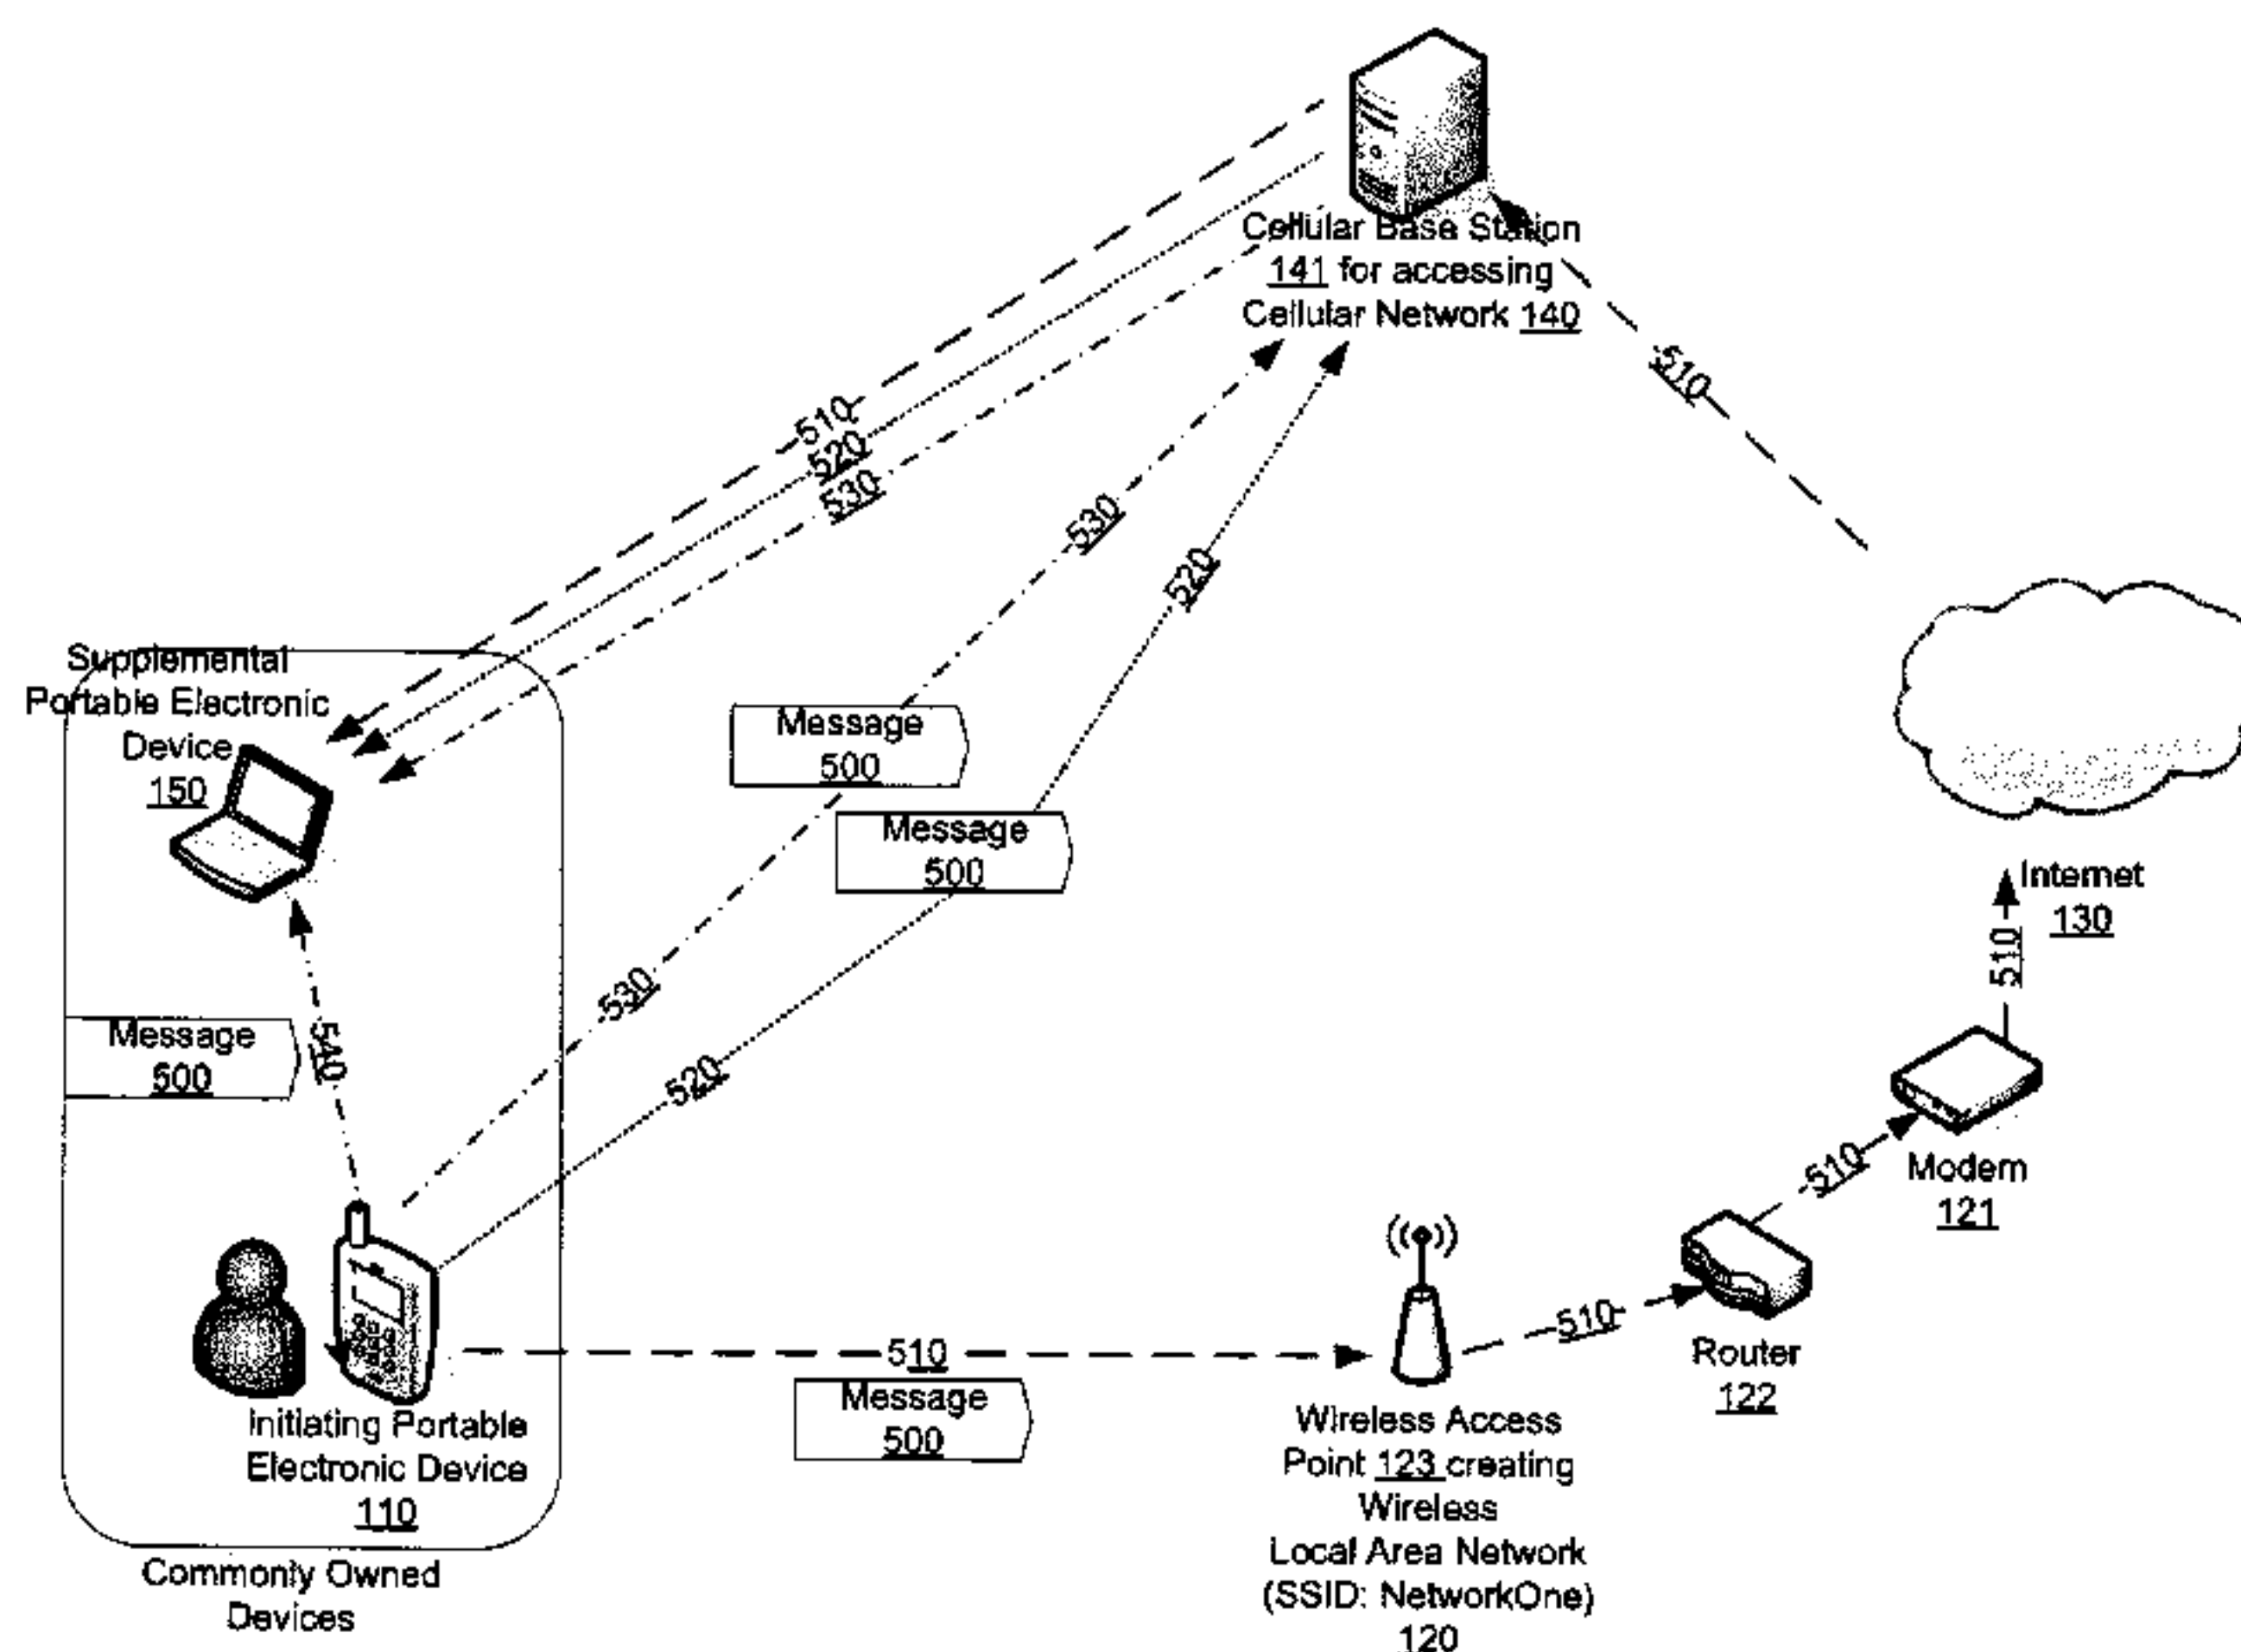 Cellular Base Station
141 for accessing
Cellular Network 140
510
510
520
530
530
520
Supplemental
Portable Electronic
Device
150
Message
500
Message
500
Internet
130
510
530
Message
500
540
520
Modem
121
510
Router
122
510
510
Message
500
Initiating Portable
Electronic Device
110
Wireless Access
Point 123 creating
Wireless
Local Area Network
(SSID: NetworkOne)
120
Commonly Owned
Devices